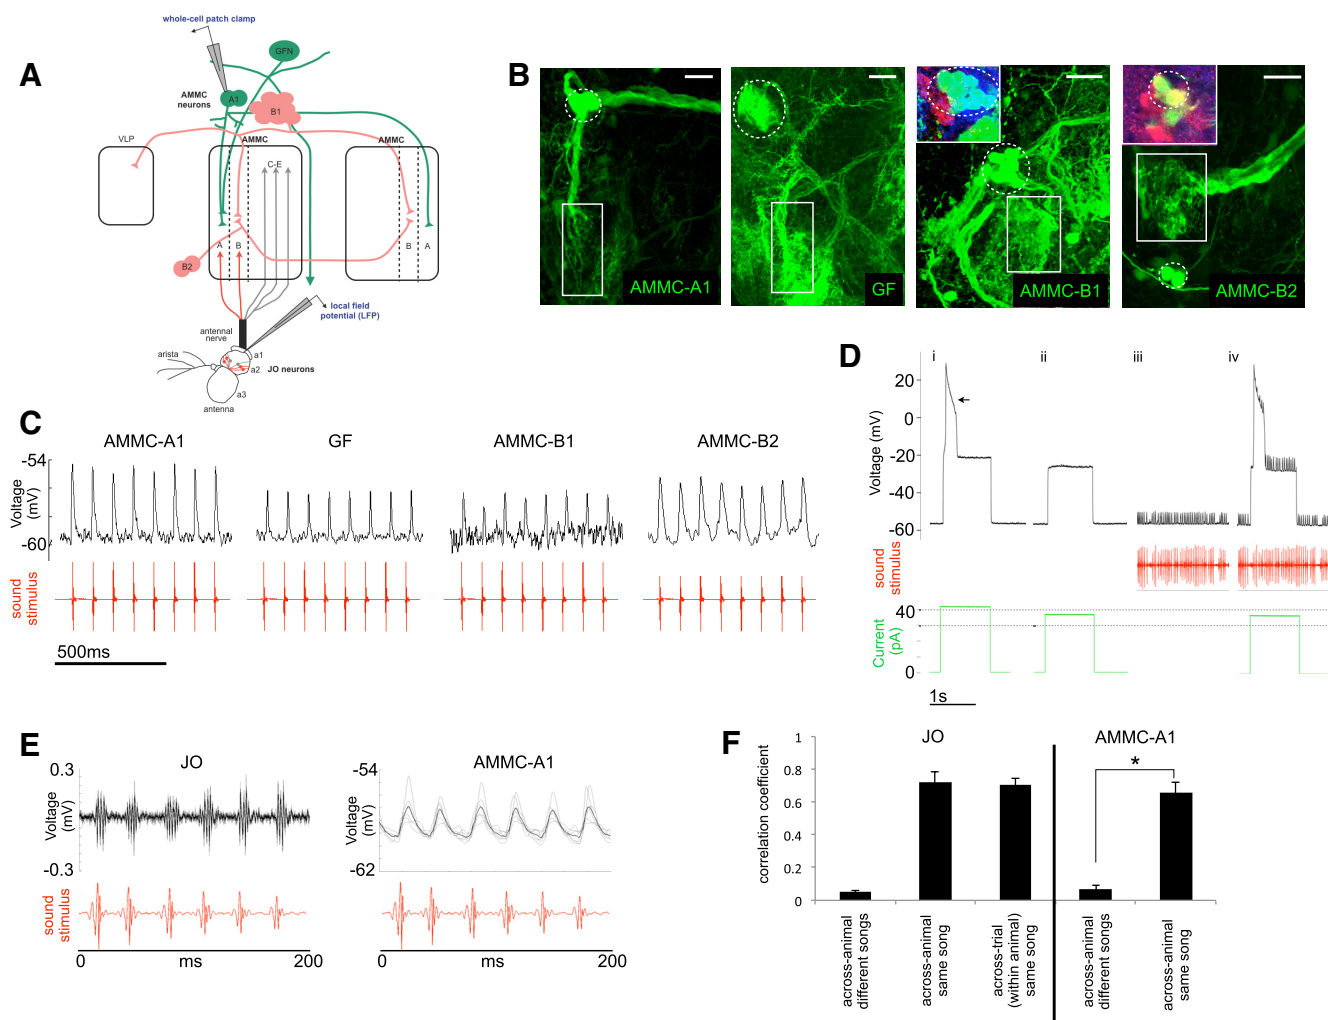 A
whole-cell patch clamp
GFN
AMMC
neurons
A1
B1
VLP
AMMC
AMMC
C-E
A
B
B
A
B2
local field
potential (LFP)
antennal
nerve
arista
a1
a2
JO neurons
a3
antenna
B
AMMC-A1
GF
AMMC-B1
AMMC-B2
C
AMMC-A1
GF
AMMC-B1
AMMC-B2
-54
Voltage
(mV)
-60
sound
stimulus
500ms
D
i
ii
iii
iv
20
0
-20
-40
-60
Voltage (mV)
sound
stimulus
40
0
Current
(pA)
1s
E
JO
0.3
Voltage
(mV)
-0.3
sound
stimulus
0
ms
200
AMMC-A1
-54
Voltage
(mV)
-62
0
ms
200
F
JO
AMMC-A1
*
correlation coefficient
1
0.8
0.6
0.4
0.2
0
across-animal
different songs
across-animal
same song
across-trial
(within animal)
same song
across-animal
different songs
across-animal
same song